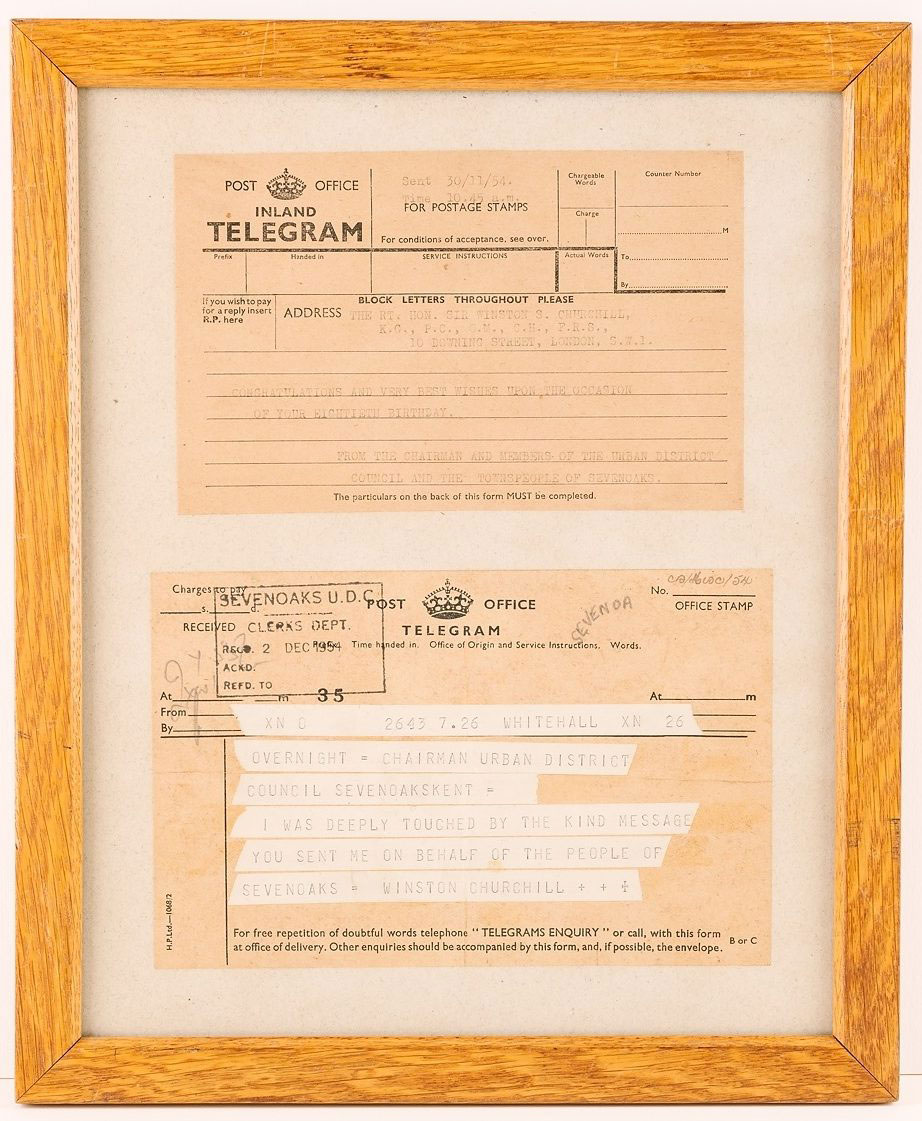 POST OFFICE
INLAND
TELEGRAM
Sent 30/11/54.
Time 10.45 a.m.
FOR POSTAGE STAMPS
For conditions of acceptance, see over.
Chargeable
Words
Charge
Counter Number
M
Prefix Handed in
SERVICE INSTRUCTIONS
Actual Words
To
By
If you wish to pay
for a reply insert
R.P. here
BLOCK LETTERS THROUGHOUT PLEASE
ADDRESS THE RT. HON. SIR WINSTON S. CHURCHILL,
K.G., P.C., O.M., C.H., F.R.S.,
10 DOWNING STREET, LONDON, S.W.1.
CONGRATULATIONS AND VERY BEST WISHES UPON THE OCCASION
OF YOUR EIGHTIETH BIRTHDAY.
FROM THE CHAIRMAN AND MEMBERS OF THE URBAN DISTRICT
COUNCIL AND THE TOWNSPEOPLE OF SEVENOAKS.
The particulars on the back of this form MUST be completed.
Charges to pay
s. d.
RECEIVED
SEVENOAKS U.D.C.
CLERKS DEPT.
RECD. 2 DEC 1954
ACKD.
REFD. TO
POST OFFICE
TELEGRAM
Prefix. Time handed in. Office of Origin and Service Instructions. Words.
SEVENOA
No.
OFFICE STAMP
35
At m
From
By
At m
XN 0 2643 7.26 WHITEHALL XN 26
OVERNIGHT = CHAIRMAN URBAN DISTRICT
COUNCIL SEVENOAKSKENT =
I WAS DEEPLY TOUCHED BY THE KIND MESSAGE
YOU SENT ME ON BEHALF OF THE PEOPLE OF
SEVENOAKS = WINSTON CHURCHILL + + +
For free repetition of doubtful words telephone "TELEGRAMS ENQUIRY" or call, with this form
at office of delivery. Other enquiries should be accompanied by this form, and, if possible, the envelope.
B or C
H.P.Ltd.—1068/2